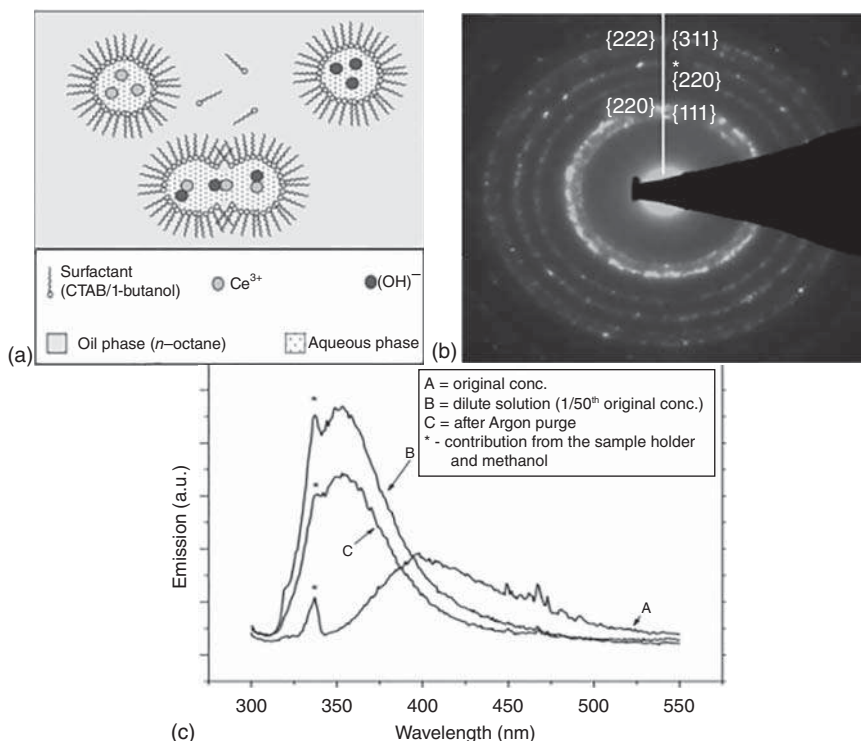 Surfactant
(CTAB/1-butanol)
Ce3+
(OH)−
Oil phase (n–octane)
Aqueous phase
(a)
{222} {311}
*
{220}
{220} {111}
(b)
A = original conc.
B = dilute solution (1/50th original conc.)
C = after Argon purge
* - contribution from the sample holder
and methanol
*
*
*
B
C
A
Emission (a.u.)
300 350 400 450 500 550
Wavelength (nm)
(c)